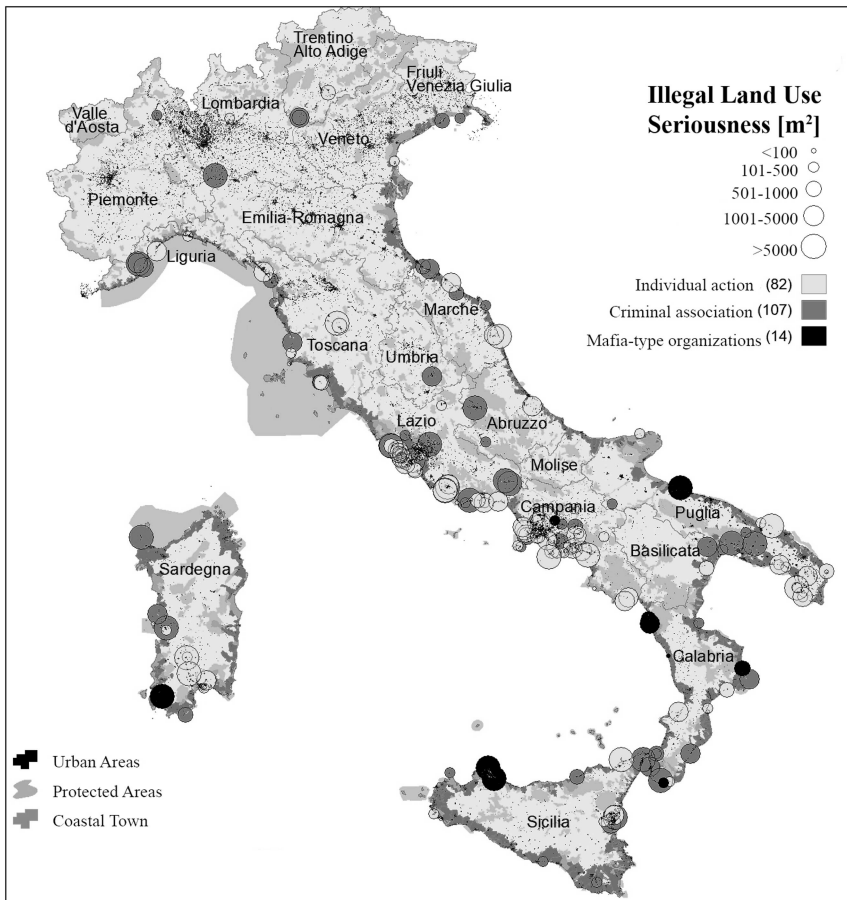 Trentino
Alto Adige
Friuli
Venezia Giulia
Valle
d'Aosta
Lombardia
Veneto
Piemonte
Emilia-Romagna
Liguria
Marche
Toscana
Umbria
Lazio
Abruzzo
Molise
Campania
Puglia
Basilicata
Sardegna
Calabria
Sicilia
Illegal Land Use
Seriousness [m²]
<100
101-500
501-1000
1001-5000
>5000
Individual action (82)
Criminal association (107)
Mafia-type organizations (14)
Urban Areas
Protected Areas
Coastal Town